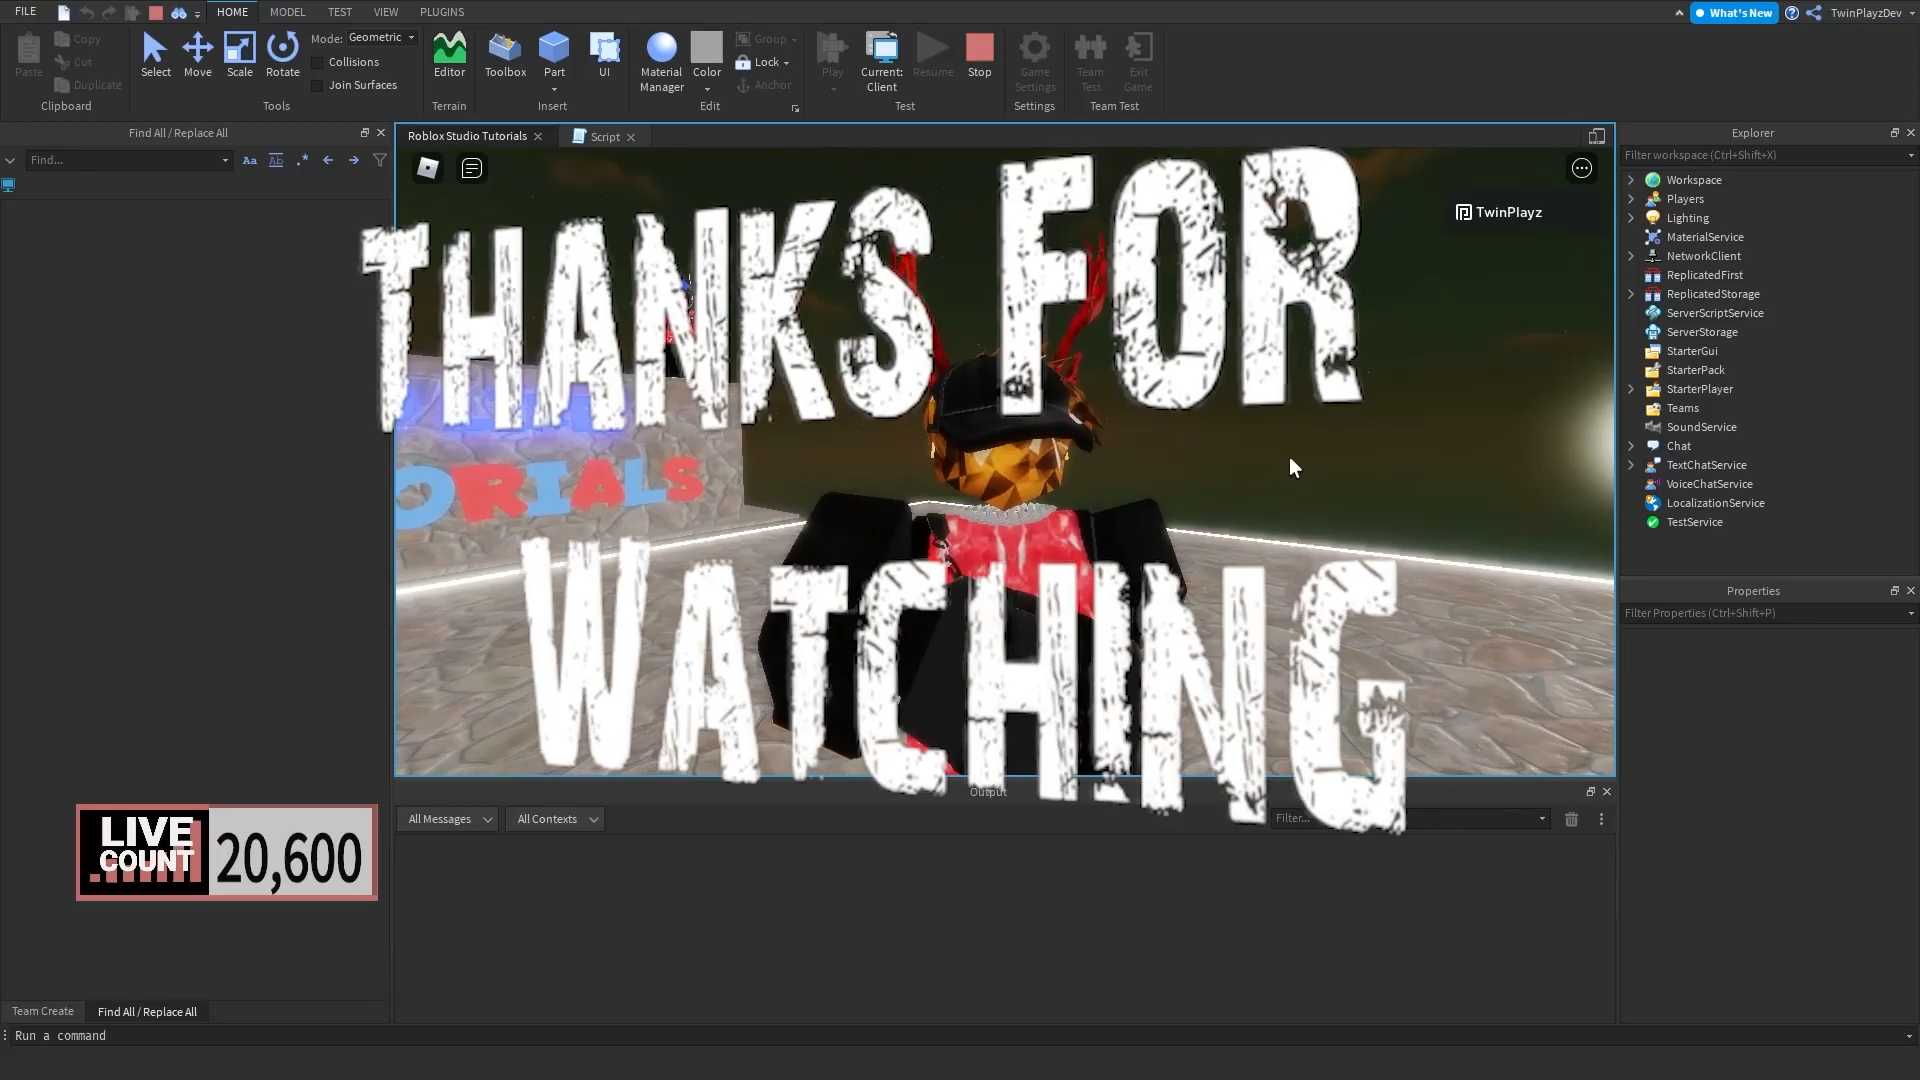 FILE HOME MODEL TEST VIEW PLUGINS What's New TwinPlayzDev
Paste Copy Cut Duplicate Clipboard
Select Move Scale Rotate Mode: Geometric Collisions Join Surfaces Tools
Editor Terrain
Toolbox Part UI Insert
Material Manager Color Group Lock Anchor Edit
Play Current: Client Resume Stop Test
Game Settings Settings
Team Test Exit Game Team Test
Find All / Replace All
Find... Aa Ab .*
Roblox Studio Tutorials Script
TwinPlayz
THANKS FOR
WATCHING
ORIALS
LIVE COUNT 20,600
Output
All Messages All Contexts Filter...
Explorer
Filter workspace (Ctrl+Shift+X)
Workspace
Players
Lighting
MaterialService
NetworkClient
ReplicatedFirst
ReplicatedStorage
ServerScriptService
ServerStorage
StarterGui
StarterPack
StarterPlayer
Teams
SoundService
Chat
TextChatService
VoiceChatService
LocalizationService
TestService
Properties
Filter Properties (Ctrl+Shift+P)
Team Create Find All / Replace All
Run a command